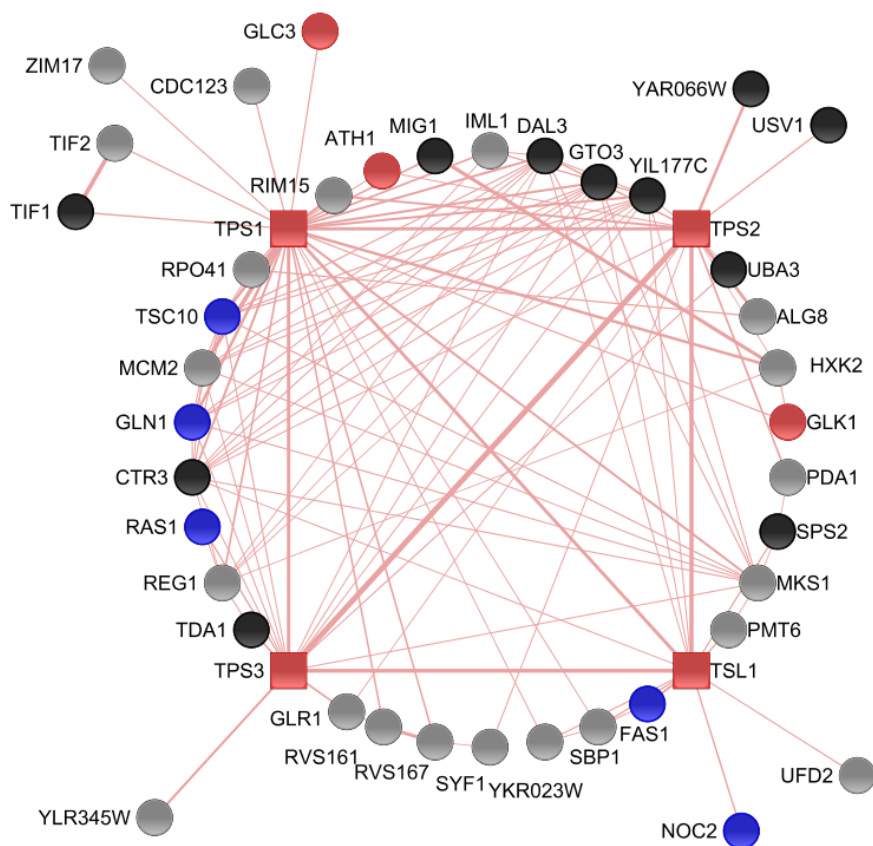 GLC3
ZIM17
CDC123
YAR066W
USV1
TIF2
TIF1
ATH1
MIG1
IML1
DAL3
GTO3
YIL177C
RIM15
TPS1
TPS2
RPO41
UBA3
TSC10
ALG8
MCM2
HXK2
GLN1
GLK1
CTR3
PDA1
RAS1
SPS2
REG1
MKS1
TDA1
PMT6
TPS3
TSL1
GLR1
RVS161
RVS167
SYF1
YKR023W
SBP1
FAS1
YLR345W
UFD2
NOC2